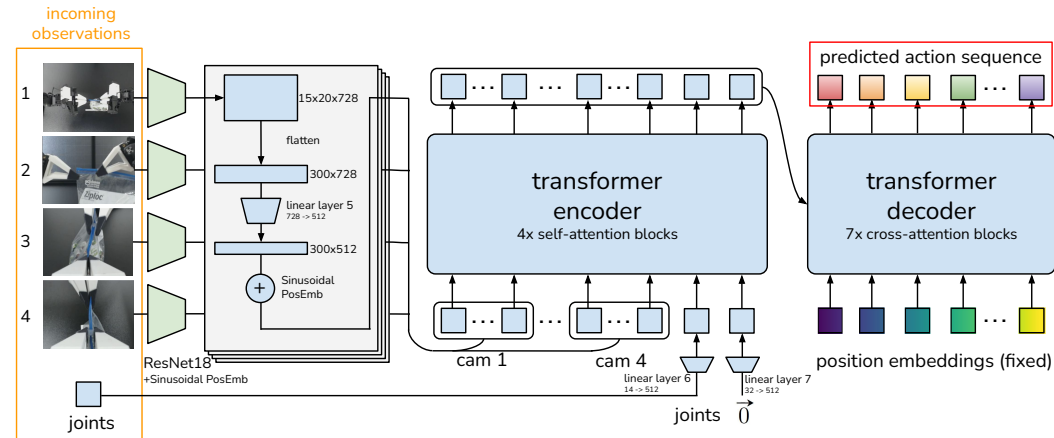 incoming
observations
1
2
3
4
Ziploc
joints
ResNet18
+Sinusoidal PosEmb
15x20x728
flatten
300x728
linear layer 5
728 -> 512
300x512
+
Sinusoidal
PosEmb
transformer
encoder
4x self-attention blocks
cam 1
cam 4
linear layer 6
14 -> 512
joints
linear layer 7
32 -> 512
0
predicted action sequence
transformer
decoder
7x cross-attention blocks
position embeddings (fixed)